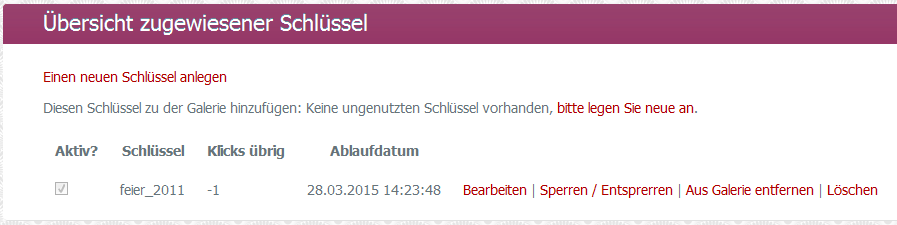 Übersicht zugewiesener Schlüssel
Einen neuen Schlüssel anlegen
Diesen Schlüssel zu der Galerie hinzufügen: Keine ungenutzten Schlüssel vorhanden, bitte legen Sie neue an.
Aktiv? Schlüssel Klicks übrig Ablaufdatum
feier_2011 -1 28.03.2015 14:23:48 Bearbeiten | Sperren / Entsprerren | Aus Galerie entfernen | Löschen